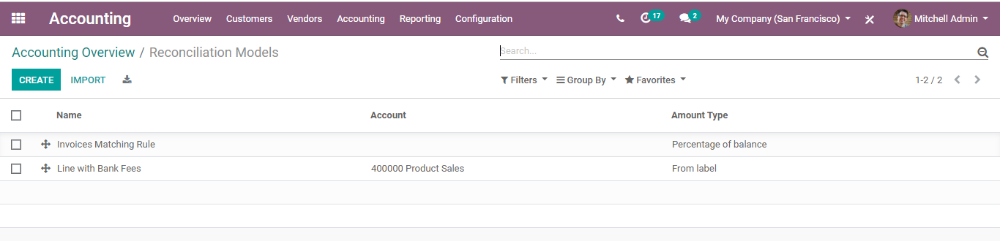 Accounting Overview Customers Vendors Accounting Reporting Configuration 17 2 My Company (San Francisco) Mitchell Admin
Accounting Overview / Reconciliation Models Search...
CREATE IMPORT Filters Group By Favorites 1-2 / 2
Name Account Amount Type
Invoices Matching Rule Percentage of balance
Line with Bank Fees 400000 Product Sales From label